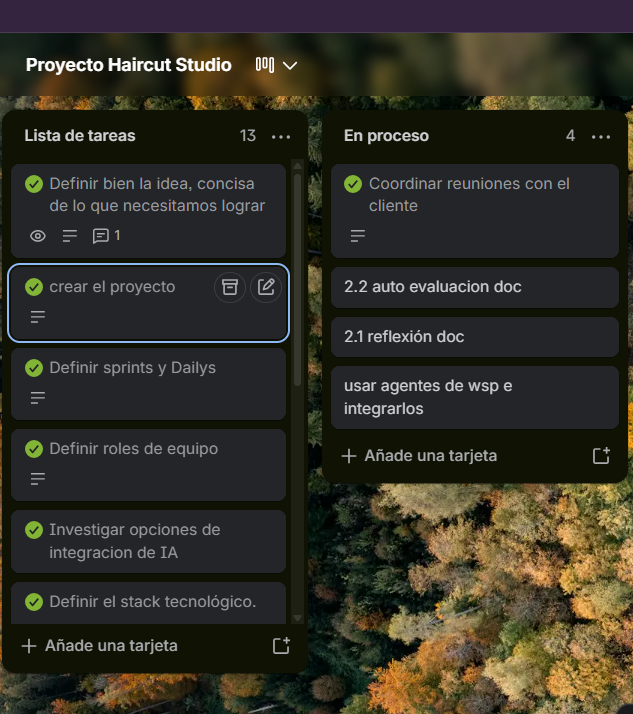 Proyecto Haircut Studio
Lista de tareas 13
Definir bien la idea, concisa
de lo que necesitamos lograr
1
crear el proyecto
Definir sprints y Dailys
Definir roles de equipo
Investigar opciones de
integracion de IA
Definir el stack tecnológico.
Añade una tarjeta
En proceso 4
Coordinar reuniones con el
cliente
2.2 auto evaluacion doc
2.1 reflexión doc
usar agentes de wsp e
integrarlos
Añade una tarjeta